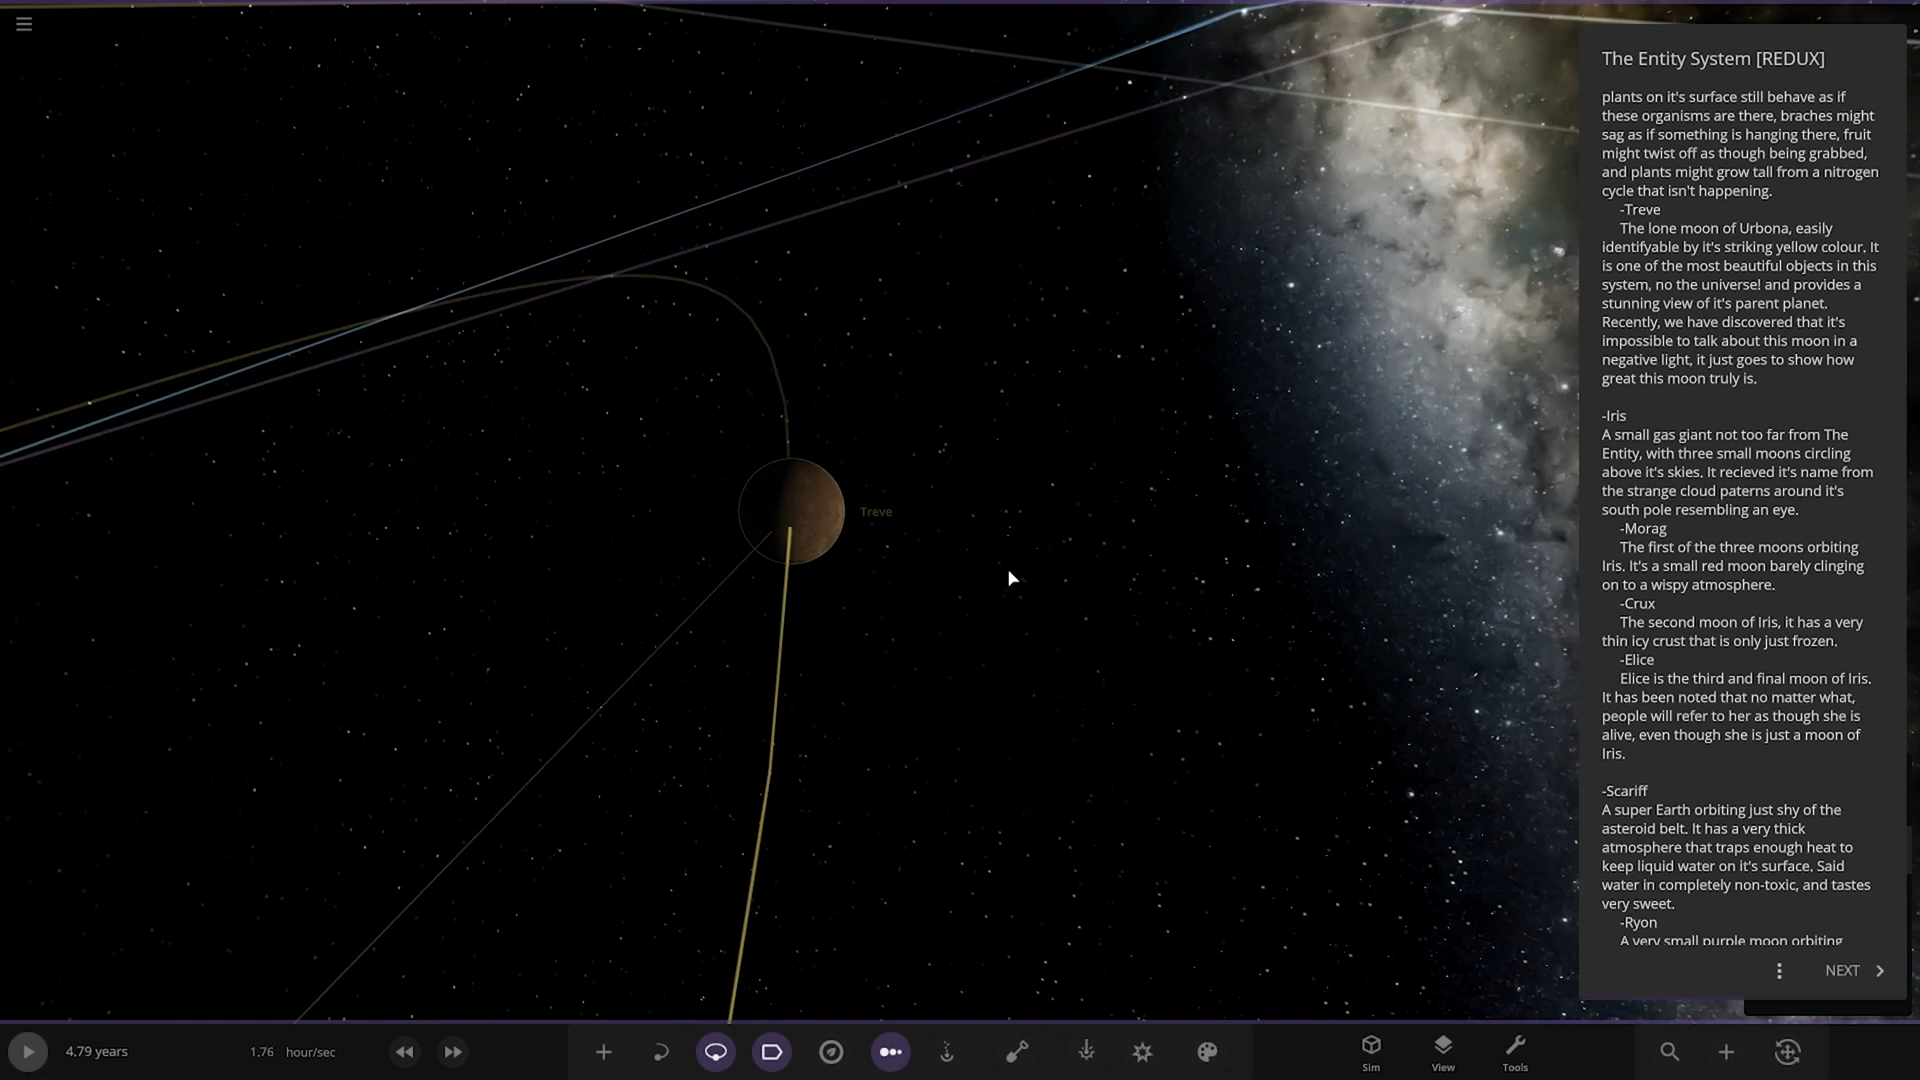 The Entity System [REDUX]
plants on it's surface still behave as if
these organisms are there, braches might
sag as if something is hanging there, fruit
might twist off as though being grabbed,
and plants might grow tall from a nitrogen
cycle that isn't happening.
-Treve
The lone moon of Urbona, easily
identifyable by it's striking yellow colour. It
is one of the most beautiful objects in this
system, no the universe! and provides a
stunning view of it's parent planet.
Recently, we have discovered that it's
impossible to talk about this moon in a
negative light, it just goes to show how
great this moon truly is.
-Iris
A small gas giant not too far from The
Entity, with three small moons circling
above it's skies. It recieved it's name from
the strange cloud paterns around it's
south pole resembling an eye.
-Morag
The first of the three moons orbiting
Iris. It's a small red moon barely clinging
on to a wispy atmosphere.
-Crux
The second moon of Iris, it has a very
thin icy crust that is only just frozen.
-Elice
Elice is the third and final moon of Iris.
It has been noted that no matter what,
people will refer to her as though she is
alive, even though she is just a moon of
Iris.
-Scariff
A super Earth orbiting just shy of the
asteroid belt. It has a very thick
atmosphere that traps enough heat to
keep liquid water on it's surface. Said
water in completely non-toxic, and tastes
very sweet.
-Ryon
A very small purple moon orbiting
NEXT
Treve
4.79 years
1.76 hour/sec
Sim
View
Tools